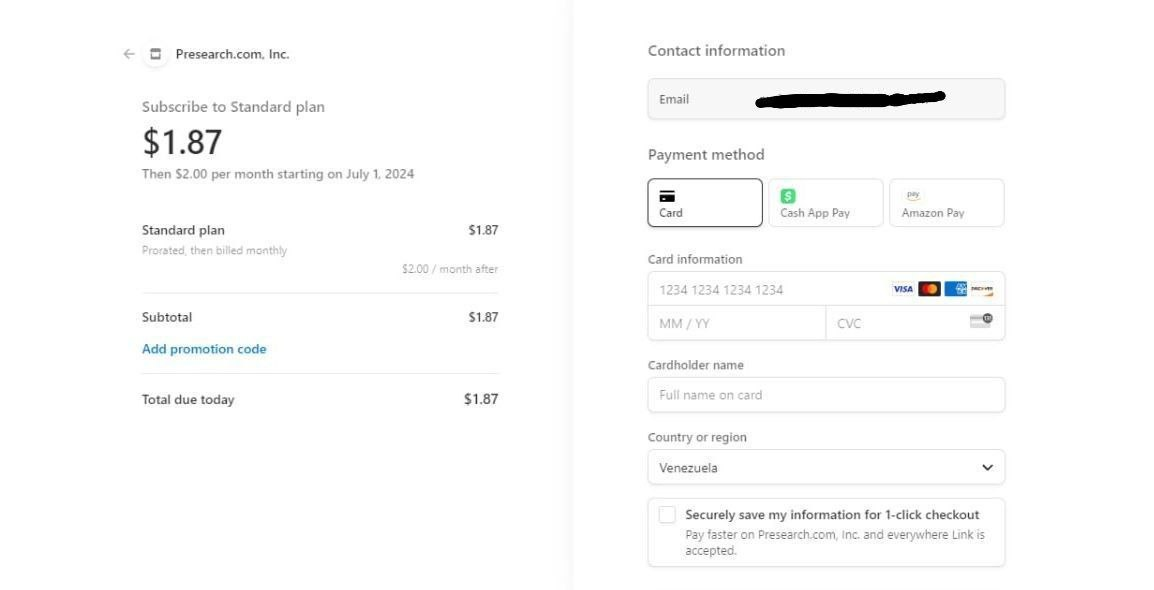 Presearch.com, Inc.
Subscribe to Standard plan
$1.87
Then $2.00 per month starting on July 1, 2024
Standard plan $1.87
Prorated, then billed monthly
$2.00 / month after
Subtotal $1.87
Add promotion code
Total due today $1.87
Contact information
Email
Payment method
Card
Cash App Pay
pay
Amazon Pay
Card information
1234 1234 1234 1234 VISA DISCOVER
MM / YY CVC
Cardholder name
Full name on card
Country or region
Venezuela
Securely save my information for 1-click checkout
Pay faster on Presearch.com, Inc. and everywhere Link is
accepted.